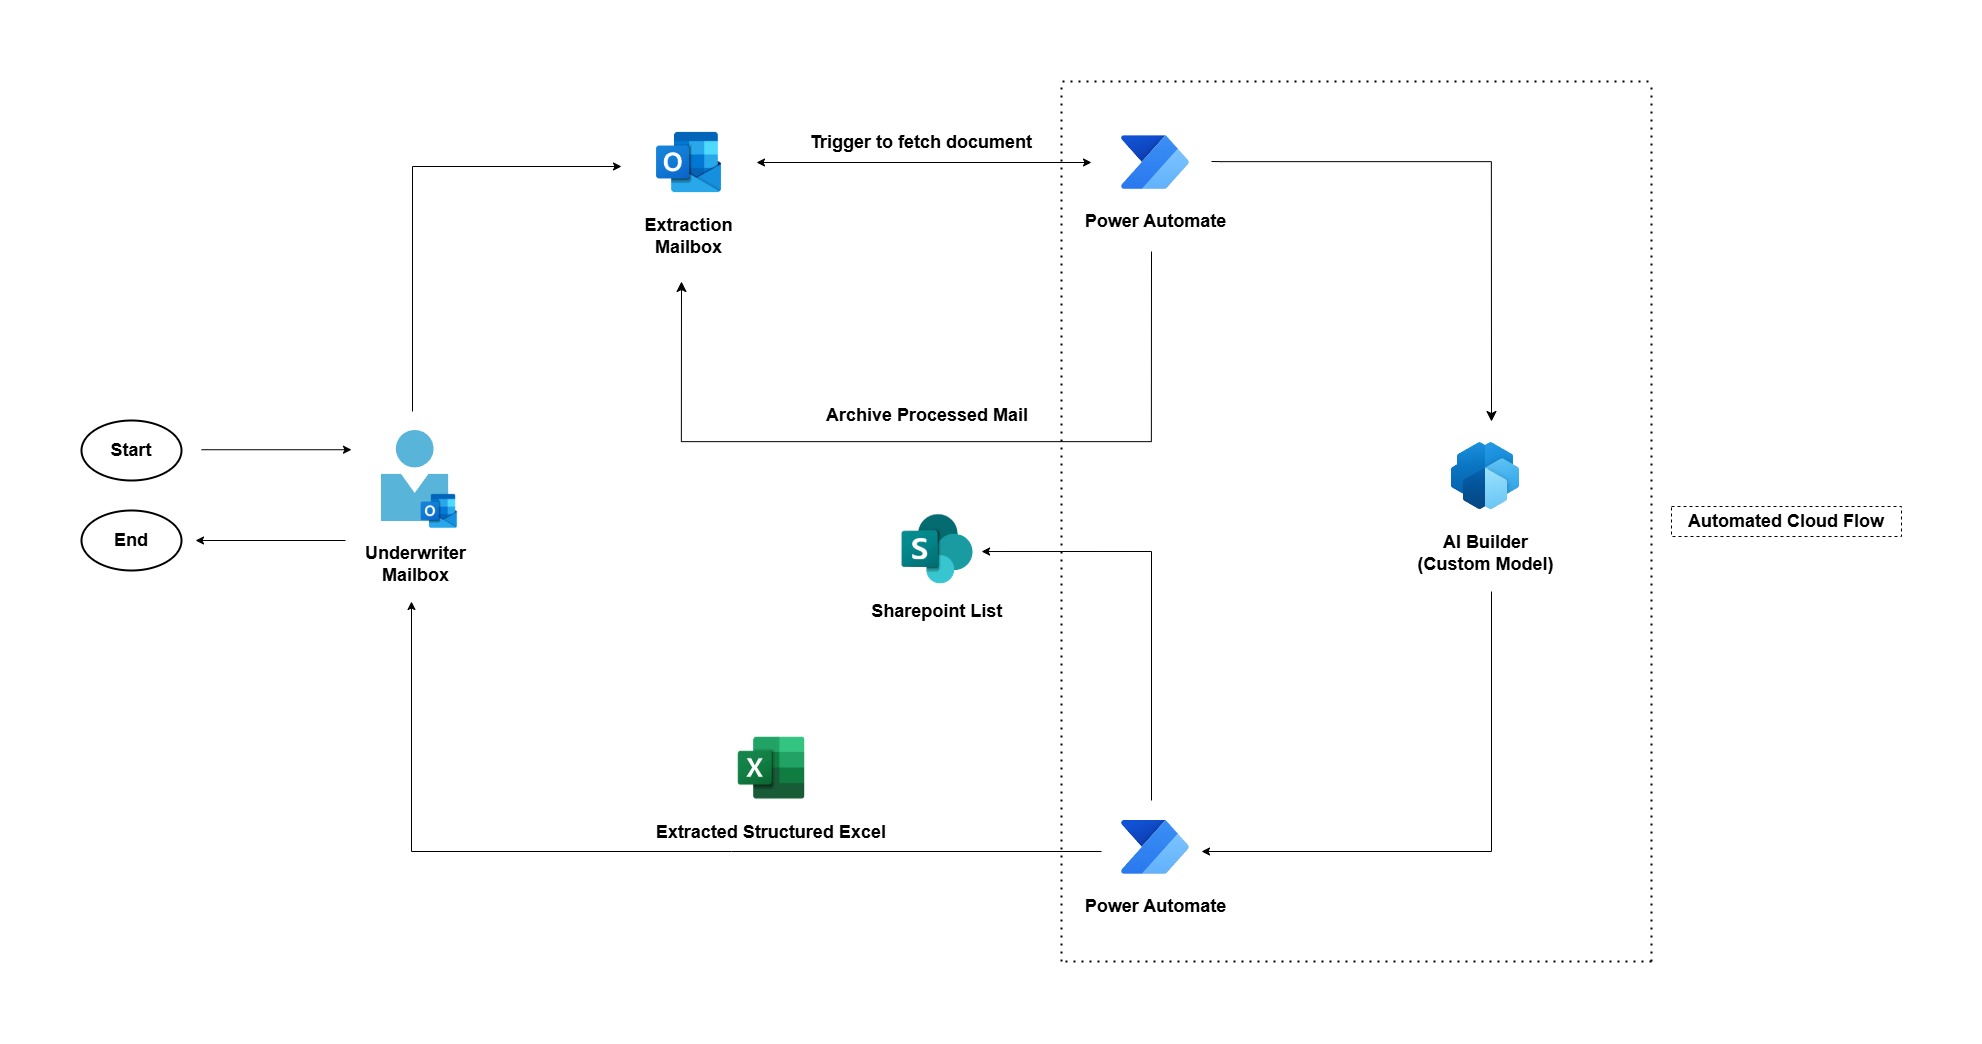 Trigger to fetch document
O
Extraction
Mailbox
Power Automate
Archive Processed Mail
Start
End
O
Underwriter
Mailbox
S
Sharepoint List
AI Builder
(Custom Model)
Automated Cloud Flow
X
Extracted Structured Excel
Power Automate